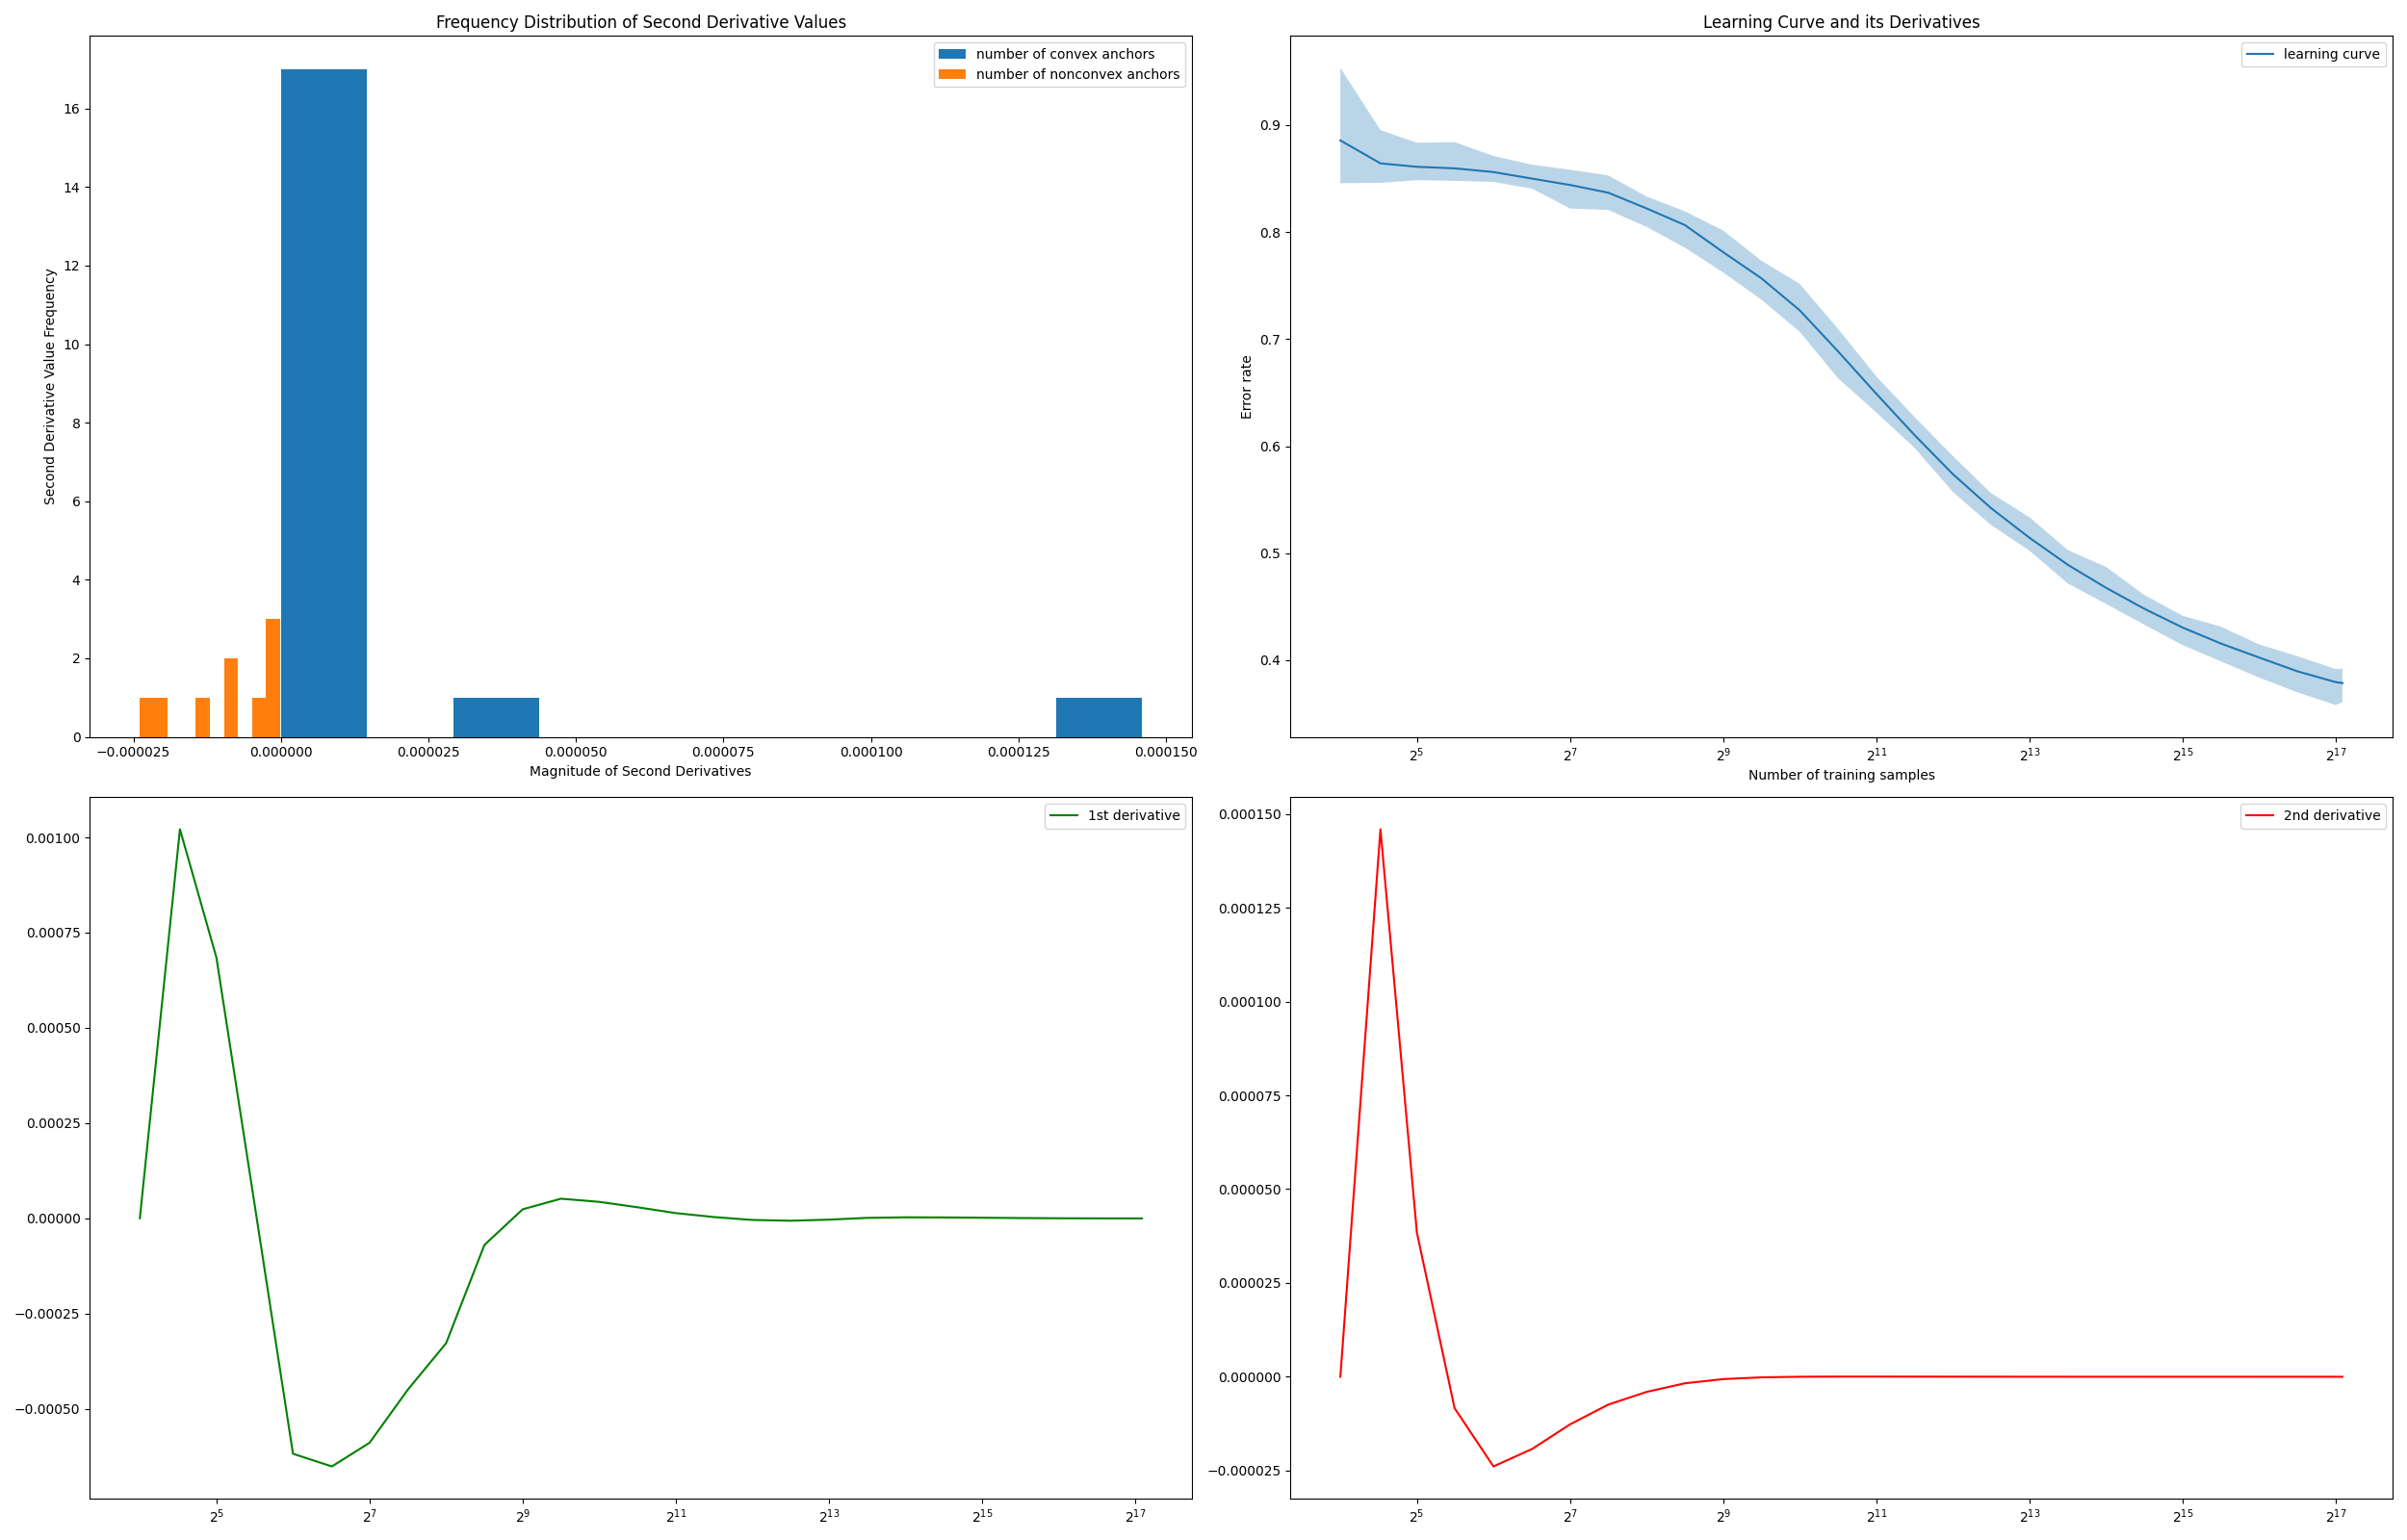 Frequency Distribution of Second Derivative Values
number of convex anchors
number of nonconvex anchors
Second Derivative Value Frequency
16
14
12
10
8
6
4
2
0
−0.000025 0.000000 0.000025 0.000050 0.000075 0.000100 0.000125 0.000150
Magnitude of Second Derivatives
Learning Curve and its Derivatives
learning curve
Error rate
0.9
0.8
0.7
0.6
0.5
0.4
2^5 2^7 2^9 2^11 2^13 2^15 2^17
Number of training samples
1st derivative
0.00100
0.00075
0.00050
0.00025
0.00000
−0.00025
−0.00050
2^5 2^7 2^9 2^11 2^13 2^15 2^17
2nd derivative
0.000150
0.000125
0.000100
0.000075
0.000050
0.000025
0.000000
−0.000025
2^5 2^7 2^9 2^11 2^13 2^15 2^17